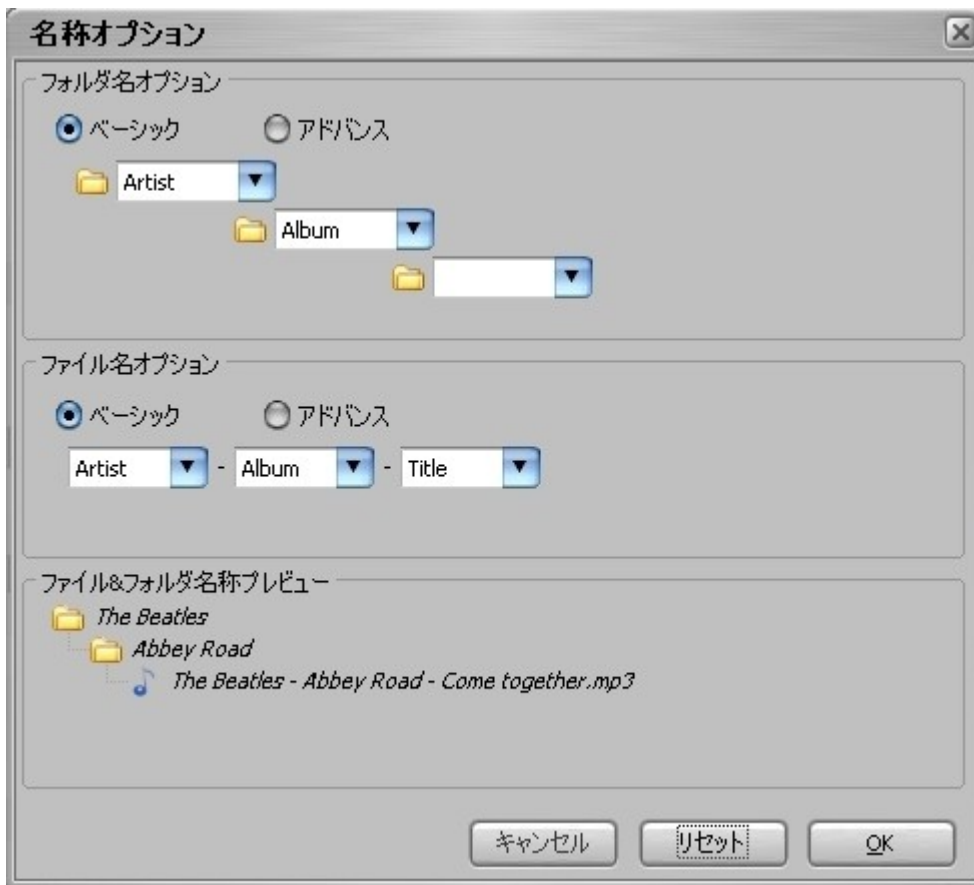 名称オプション
フォルダ名オプション
ベーシック アドバンス
Artist
Album
ファイル名オプション
ベーシック アドバンス
Artist - Album - Title
ファイル&フォルダ名称プレビュー
The Beatles
Abbey Road
The Beatles - Abbey Road - Come together.mp3
キャンセル リセット OK